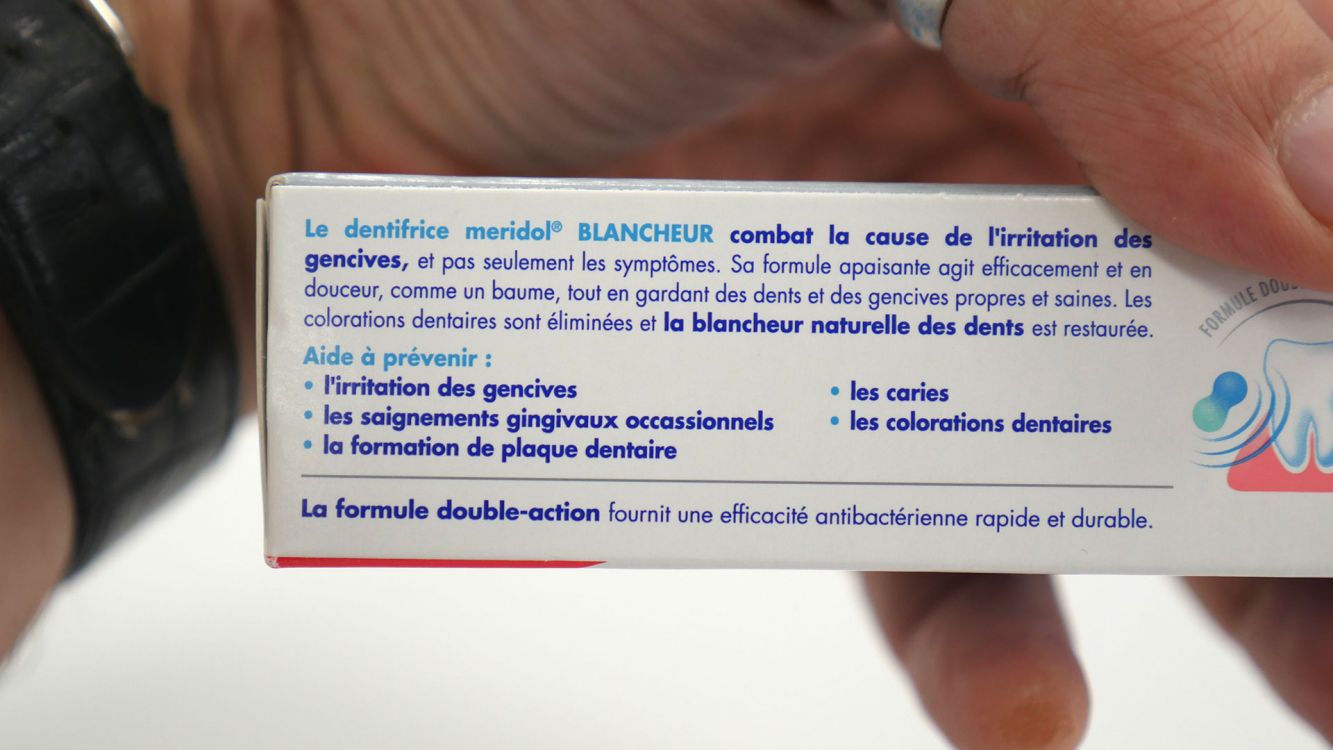 Le dentifrice meridol® BLANCHEUR combat la cause de l'irritation des
gencives, et pas seulement les symptômes. Sa formule apaisante agit efficacement et en
douceur, comme un baume, tout en gardant des dents et des gencives propres et saines. Les
colorations dentaires sont éliminées et la blancheur naturelle des dents est restaurée.
Aide à prévenir :
• l'irritation des gencives
• les saignements gingivaux occassionnels
• la formation de plaque dentaire
• les caries
• les colorations dentaires
La formule double-action fournit une efficacité antibactérienne rapide et durable.
FORMULE